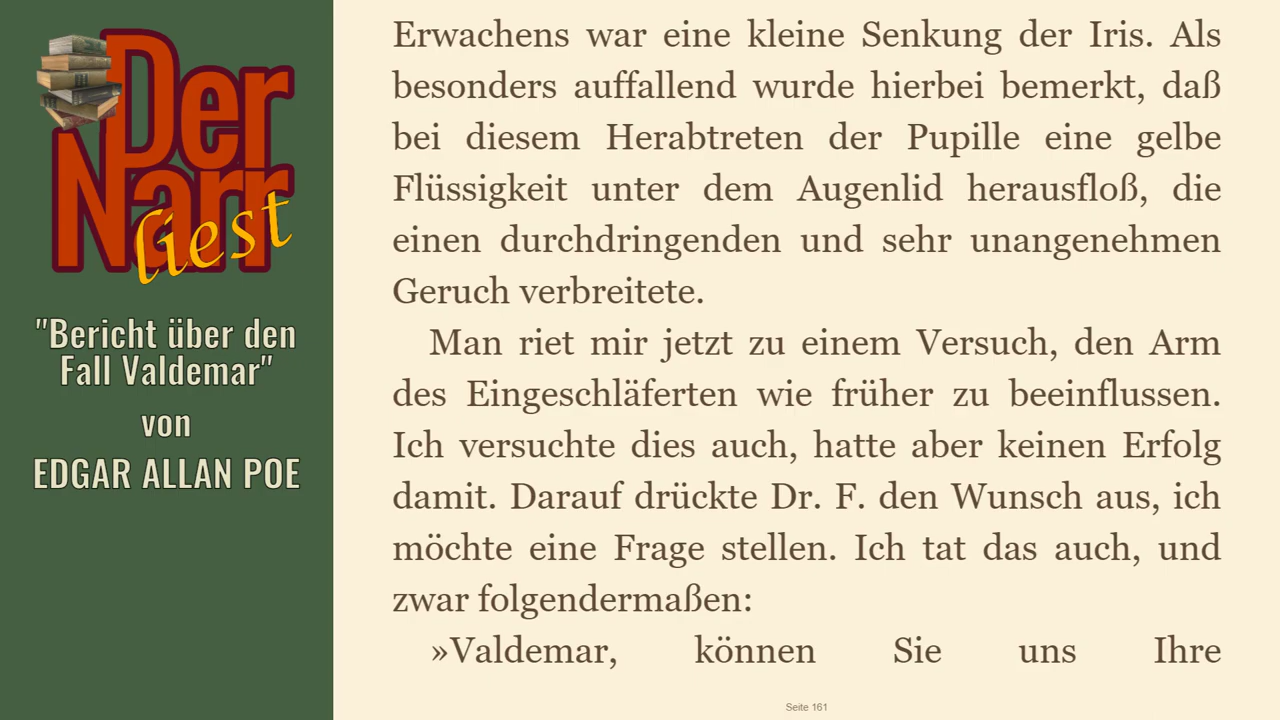 Der
Narr
liest
"Bericht über den
Fall Valdemar"
von
EDGAR ALLAN POE
Erwachens war eine kleine Senkung der Iris. Als
besonders auffallend wurde hierbei bemerkt, daß
bei diesem Herabtreten der Pupille eine gelbe
Flüssigkeit unter dem Augenlid herausfloß, die
einen durchdringenden und sehr unangenehmen
Geruch verbreitete.
Man riet mir jetzt zu einem Versuch, den Arm
des Eingeschläferten wie früher zu beeinflussen.
Ich versuchte dies auch, hatte aber keinen Erfolg
damit. Darauf drückte Dr. F. den Wunsch aus, ich
möchte eine Frage stellen. Ich tat das auch, und
zwar folgendermaßen:
»Valdemar, können Sie uns Ihre
Seite 161